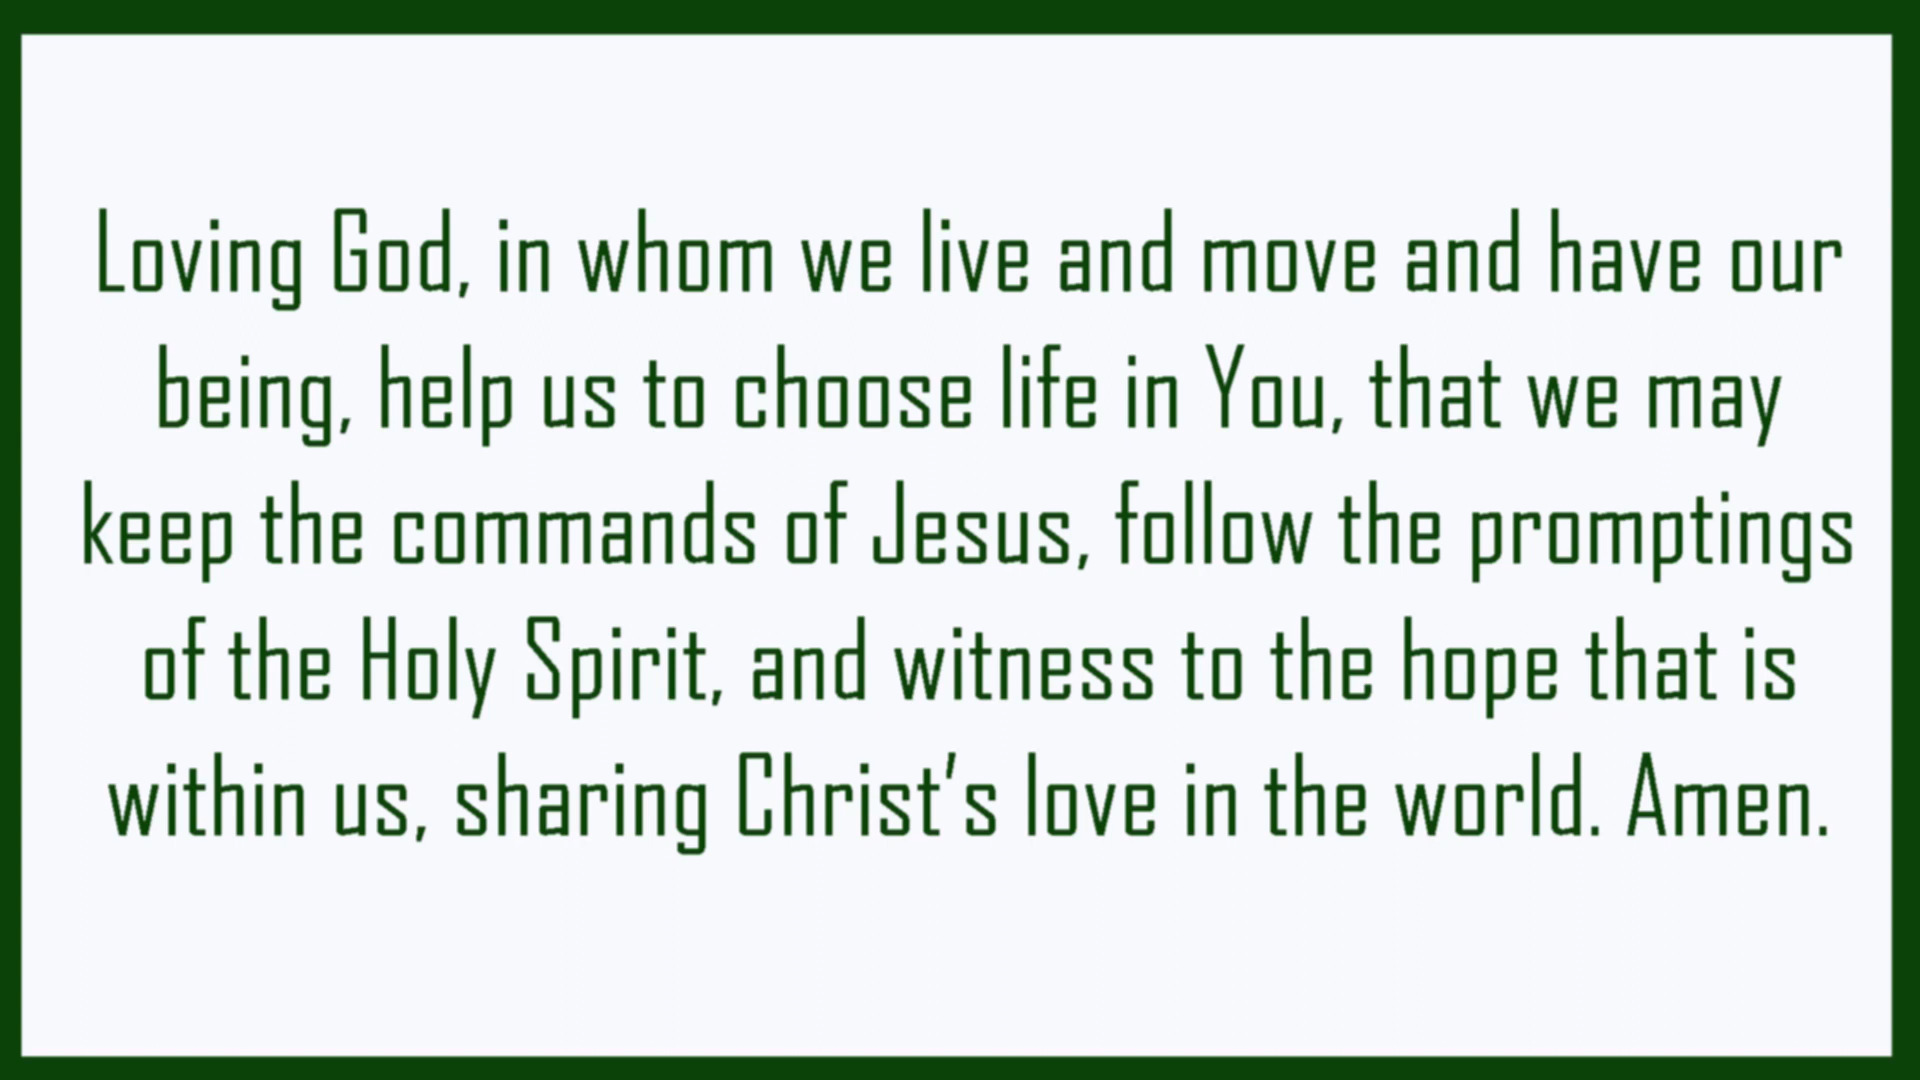 Loving God, in whom we live and move and have our
being, help us to choose life in You, that we may
keep the commands of Jesus, follow the promptings
of the Holy Spirit, and witness to the hope that is
within us, sharing Christ’s love in the world. Amen.